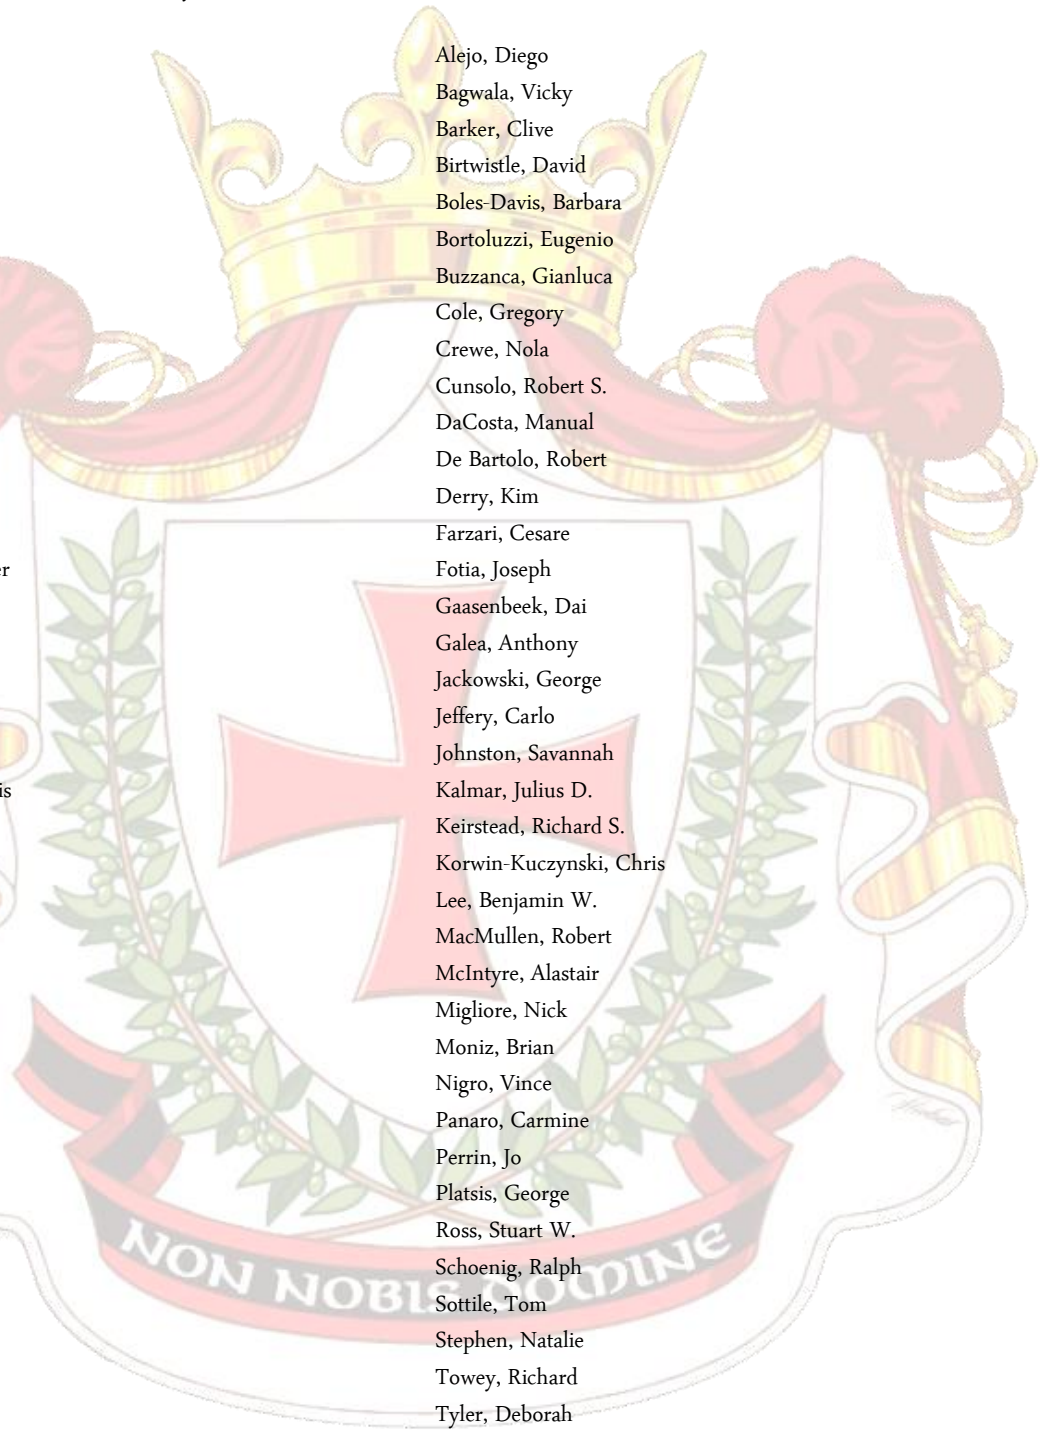 Alejo, Diego
Bagwala, Vicky
Barker, Clive
Birtwistle, David
Boles-Davis, Barbara
Bortoluzzi, Eugenio
Buzzanca, Gianluca
Cole, Gregory
Crewe, Nola
Cunsolo, Robert S.
DaCosta, Manual
De Bartolo, Robert
Derry, Kim
Farzari, Cesare
er
Fotia, Joseph
Gaasenbeek, Dai
Galea, Anthony
Jackowski, George
Jeffery, Carlo
Johnston, Savannah
is
Kalmar, Julius D.
Keirstead, Richard S.
Korwin-Kuczynski, Chris
Lee, Benjamin W.
MacMullen, Robert
McIntyre, Alastair
Migliore, Nick
Moniz, Brian
Nigro, Vince
Panaro, Carmine
Perrin, Jo
Platsis, George
Ross, Stuart W.
Schoenig, Ralph
Sottile, Tom
Stephen, Natalie
Towey, Richard
Tyler, Deborah
NON NOBIS DOMINE